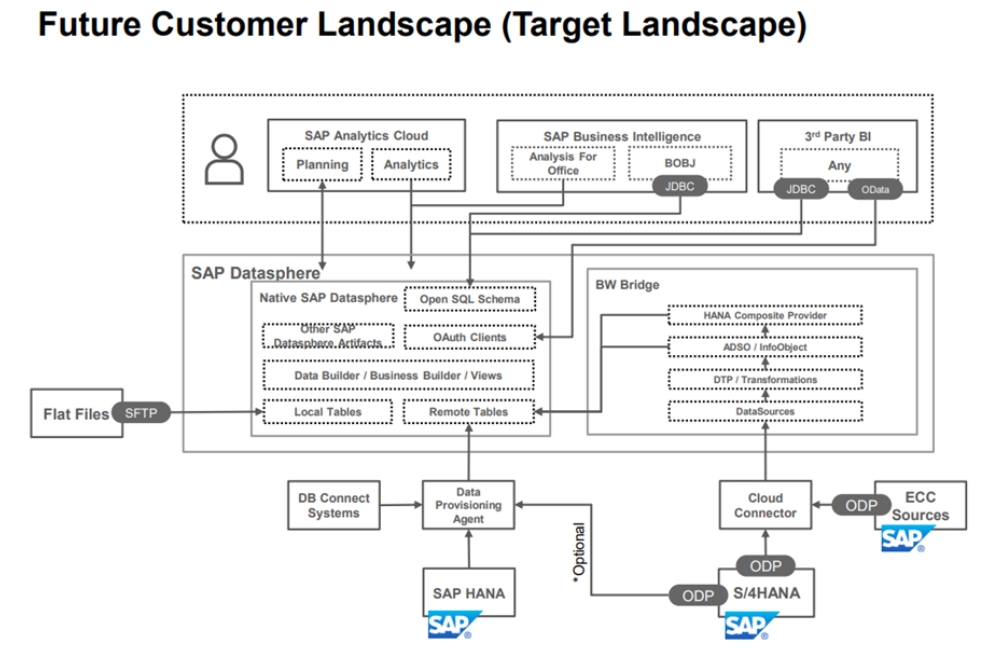 Future Customer Landscape (Target Landscape)
SAP Analytics Cloud
Planning
Analytics
SAP Business Intelligence
Analysis For
Office
BOBJ
JDBC
3rd Party BI
Any
JDBC
OData
SAP Datasphere
Native SAP Datasphere
Open SQL Schema
Other SAP
Datasphere Artifacts
OAuth Clients
Data Builder / Business Builder / Views
Local Tables
Remote Tables
BW Bridge
HANA Composite Provider
ADSO / InfoObject
DTP / Transformations
DataSources
Flat Files
SFTP
DB Connect
Systems
Data
Provisioning
Agent
Cloud
Connector
ODP
ECC
Sources
SAP®
*Optional
SAP HANA
SAP®
ODP
ODP
S/4HANA
SAP®